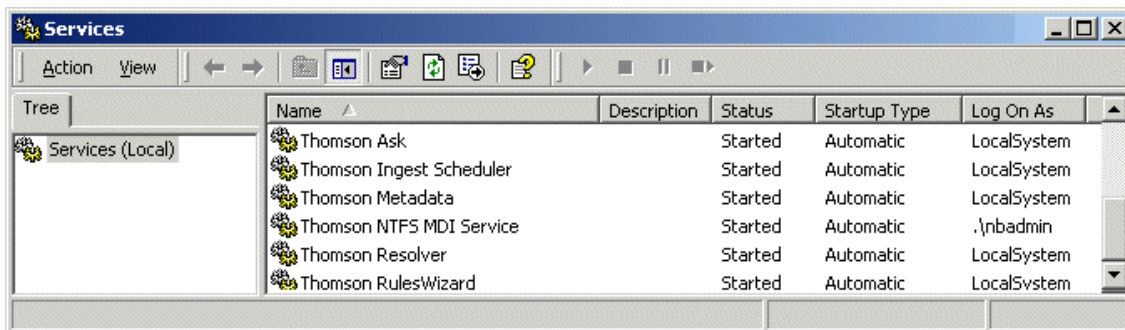 Services
Action View
Tree
Name Description Status Startup Type Log On As
Services (Local)
Thomson Ask Started Automatic LocalSystem
Thomson Ingest Scheduler Started Automatic LocalSystem
Thomson Metadata Started Automatic LocalSystem
Thomson NTFS MDI Service Started Automatic .\nbadmin
Thomson Resolver Started Automatic LocalSystem
Thomson RulesWizard Started Automatic LocalSystem